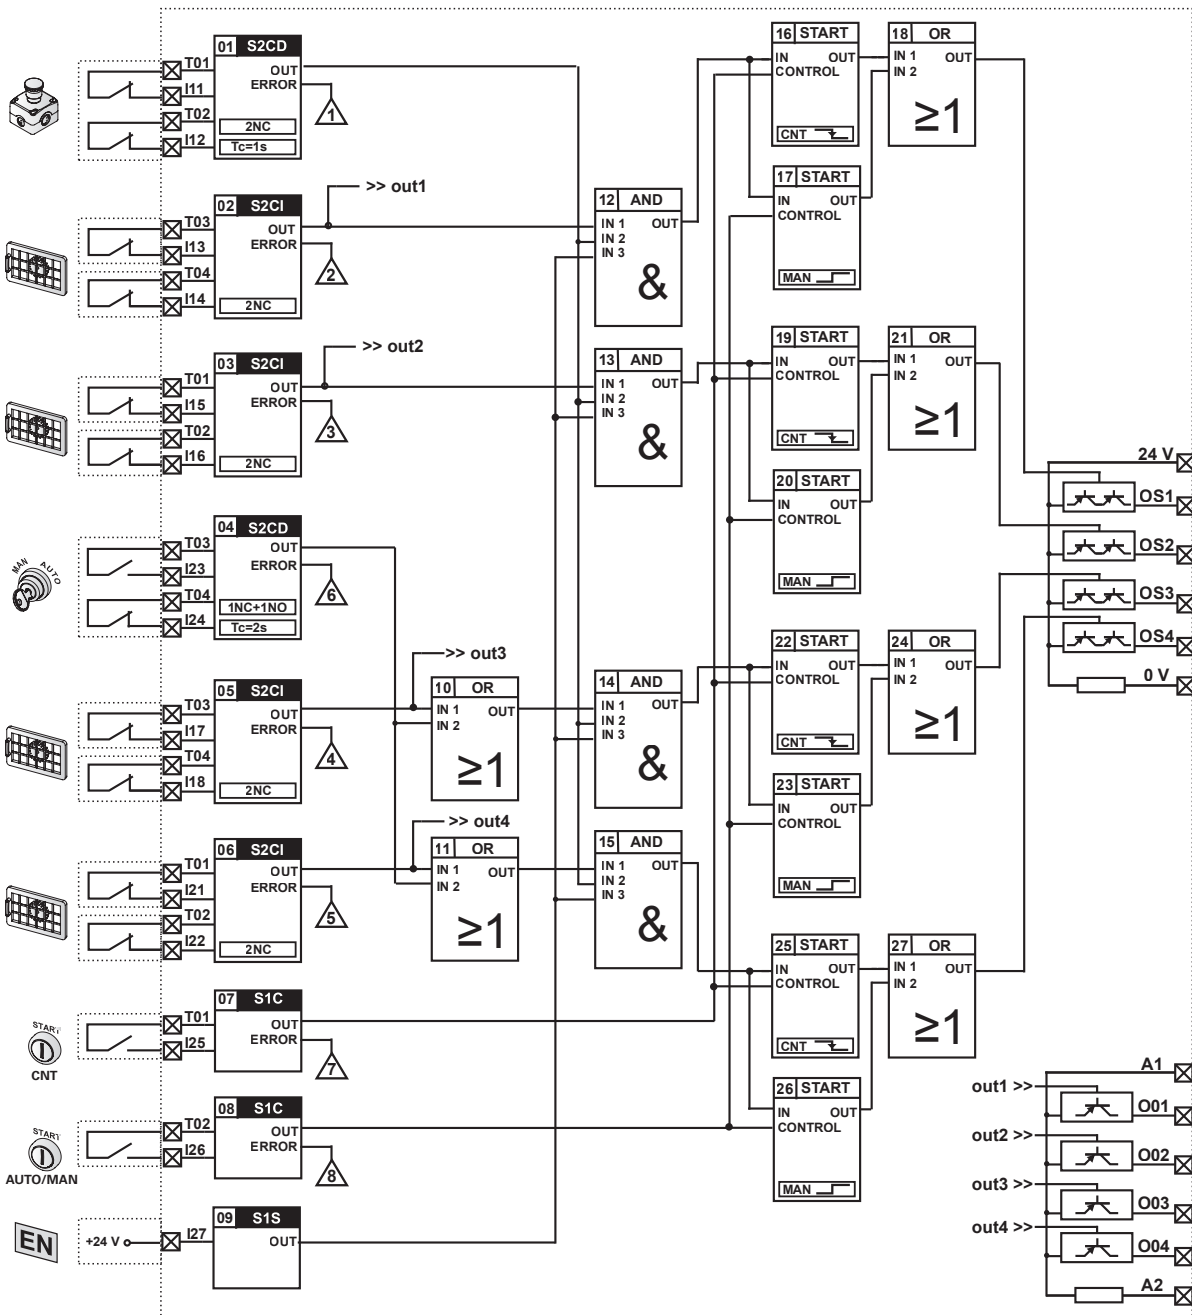 01 S2CD
T01
OUT
I11
ERROR
1
T02
2NC
I12
Tc=1s
>> out1
02 S2CI
T03
OUT
I13
ERROR
2
T04
I14
2NC
>> out2
03 S2CI
T01
OUT
I15
ERROR
3
T02
I16
2NC
MAN AUTO
04 S2CD
T03
OUT
I23
ERROR
6
T04
1NC+1NO
I24
Tc=2s
>> out3
05 S2CI
T03
OUT
I17
ERROR
4
T04
I18
2NC
>> out4
06 S2CI
T01
OUT
I21
ERROR
5
T02
I22
2NC
START
CNT
07 S1C
T01
OUT
I25
ERROR
7
START
AUTO/MAN
08 S1C
T02
OUT
I26
ERROR
8
EN
+24 V
I27
09 S1S
OUT
10 OR
IN 1 OUT
IN 2
≥1
11 OR
IN 1 OUT
IN 2
≥1
12 AND
IN 1 OUT
IN 2
IN 3
&
13 AND
IN 1 OUT
IN 2
IN 3
&
14 AND
IN 1 OUT
IN 2
IN 3
&
15 AND
IN 1 OUT
IN 2
IN 3
&
16 START
IN OUT
CONTROL
CNT
17 START
IN OUT
CONTROL
MAN
18 OR
IN 1 OUT
IN 2
≥1
19 START
IN OUT
CONTROL
CNT
20 START
IN OUT
CONTROL
MAN
21 OR
IN 1 OUT
IN 2
≥1
22 START
IN OUT
CONTROL
CNT
23 START
IN OUT
CONTROL
MAN
24 OR
IN 1 OUT
IN 2
≥1
25 START
IN OUT
CONTROL
CNT
26 START
IN OUT
CONTROL
MAN
27 OR
IN 1 OUT
IN 2
≥1
24 V
OS1
OS2
OS3
OS4
0 V
A1
out1 >>
O01
out2 >>
O02
out3 >>
O03
out4 >>
O04
A2